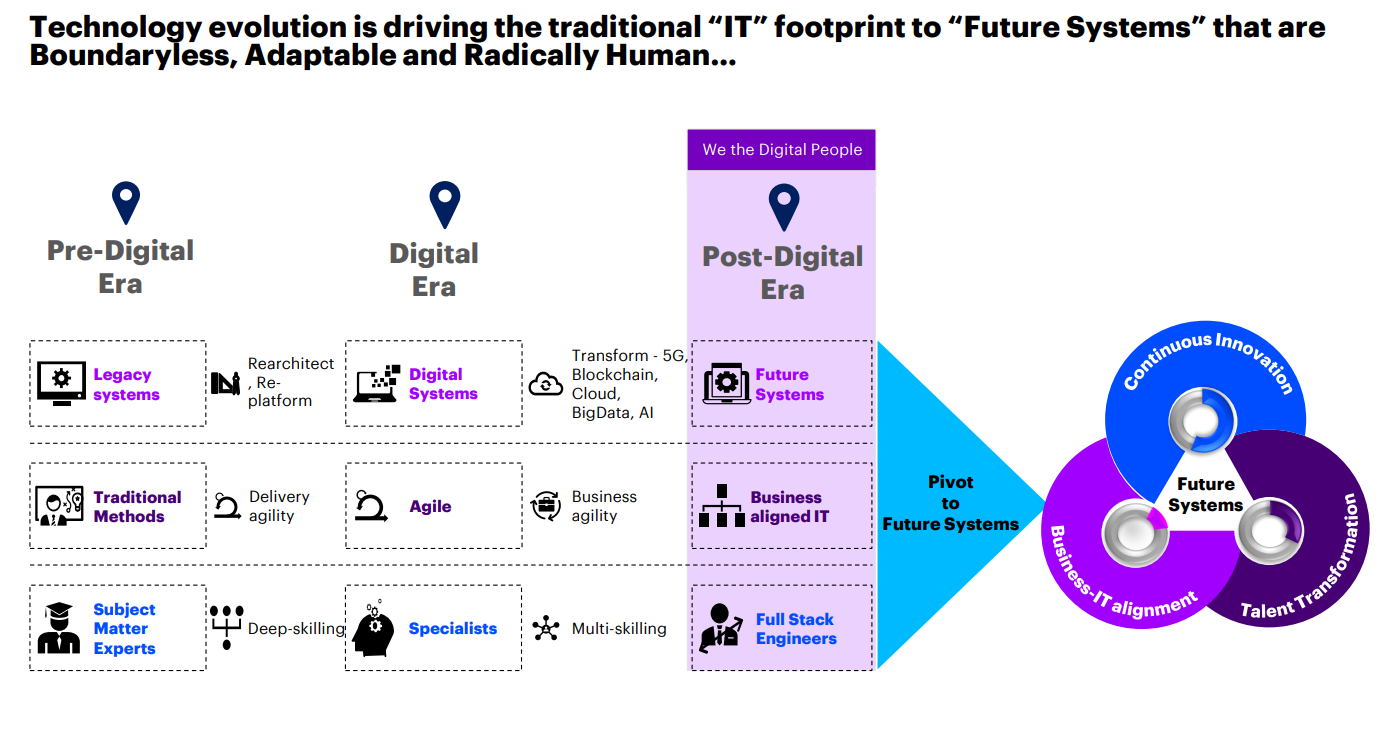 Technology evolution is driving the traditional “IT” footprint to “Future Systems” that are
Boundaryless, Adaptable and Radically Human...
We the Digital People
Pre-Digital
Era
Digital
Era
Post-Digital
Era
Legacy
systems
Rearchitect
, Re-
platform
Digital
Systems
Transform - 5G,
Blockchain,
Cloud,
BigData, AI
Future
Systems
Traditional
Methods
Delivery
agility
Agile
Business
agility
Business
aligned IT
Subject
Matter
Experts
Deep-skilling
Specialists
Multi-skilling
Full Stack
Engineers
Pivot
to
Future Systems
Continuous Innovation
Future
Systems
Business-IT alignment
Talent Transformation